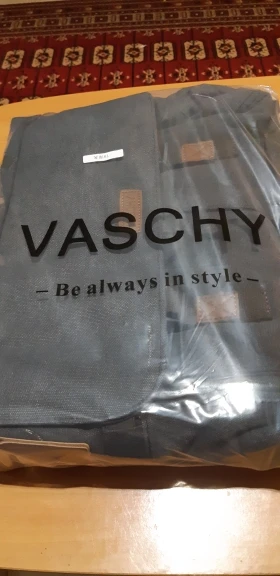 VASCHY
– Be always in style –